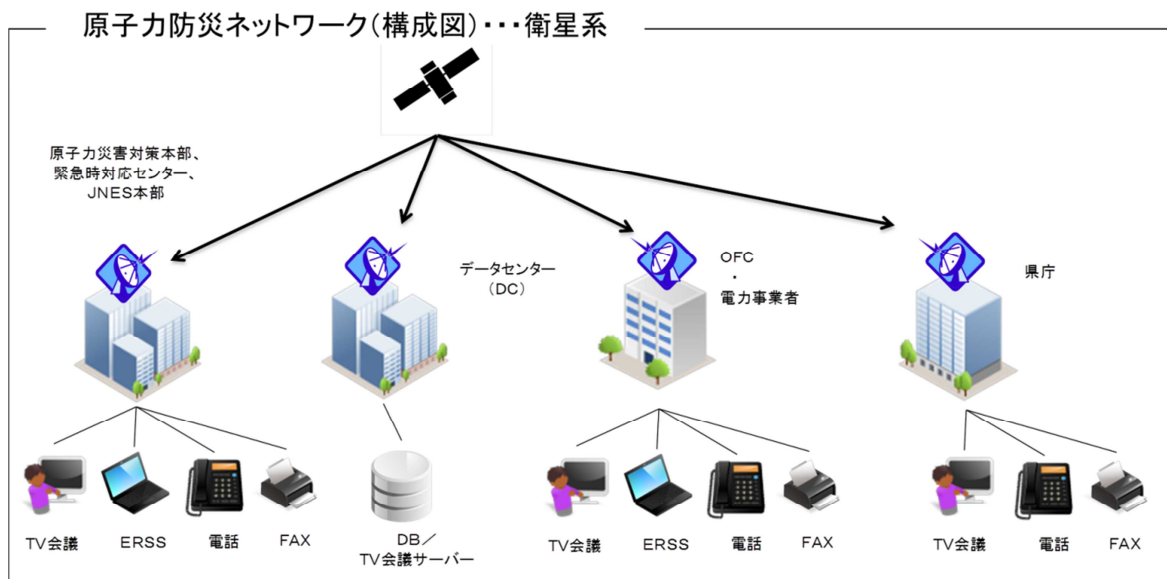 原子力防災ネットワーク(構成図)・・・衛星系
原子力災害対策本部、
緊急時対応センター、
JNES本部
データセンター
(DC)
OFC
・
電力事業者
県庁
TV会議
ERSS
電話
FAX
DB/
TV会議サーバー
TV会議
ERSS
電話
FAX
TV会議
電話
FAX